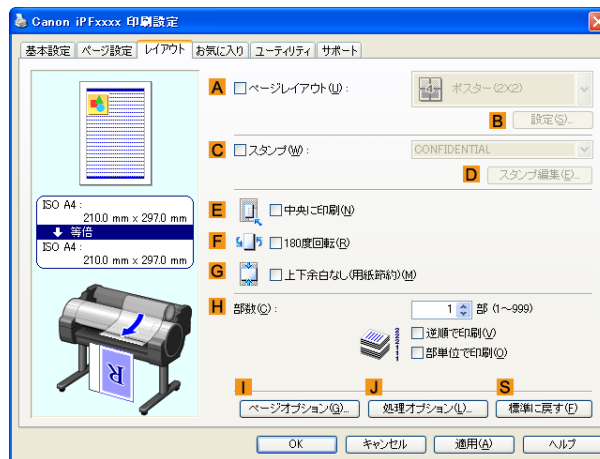 Canon iPFxxxx 印刷設定
基本設定 ページ設定 レイアウト お気に入り ユーティリティ サポート
A ページレイアウト(U): 4 ポスター(2X2)
B 設定(S)...
C スタンプ(W): CONFIDENTIAL
D スタンプ編集(E)...
ISO A4:
210.0 mm x 297.0 mm
等倍
ISO A4:
210.0 mm x 297.0 mm
E 中央に印刷(N)
F 180度回転(R)
G 上下余白なし(用紙節約)(M)
H 部数(C): 1 部 (1～999)
逆順で印刷(V)
部単位で印刷(O)
R
I J S
ページオプション(G)... 処理オプション(L)... 標準に戻す(F)
OK キャンセル 適用(A) ヘルプ